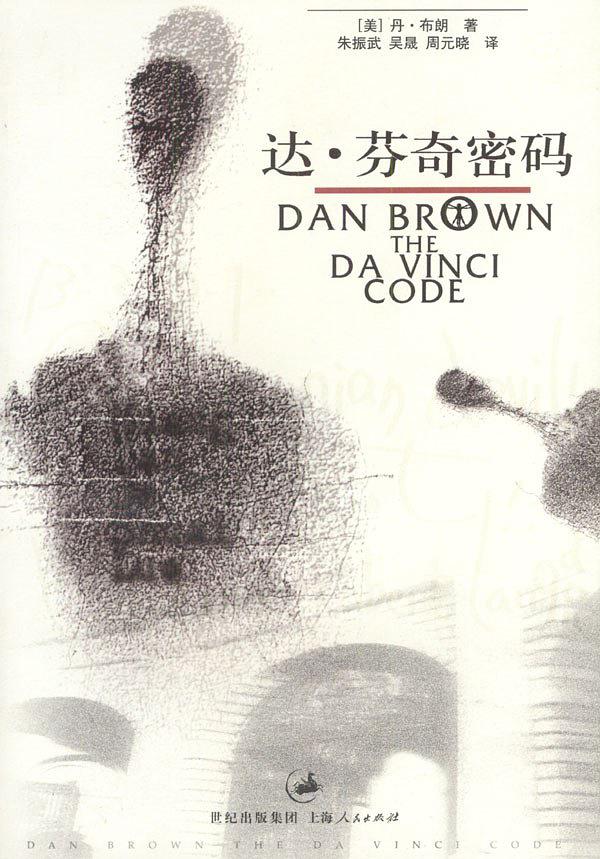 [美] 丹·布朗 著
朱振武 吴晟 周元晓 译
达·芬奇密码
DAN BROWN
THE
DA VINCI
CODE
世纪出版集团 上海人民出版社
DAN BROWN THE DA VINCI CODE